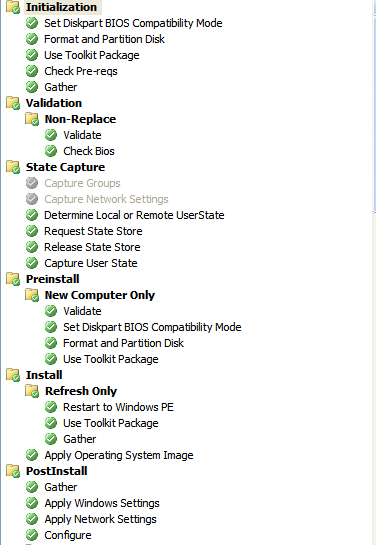 Initialization
Set Diskpart BIOS Compatibility Mode
Format and Partition Disk
Use Toolkit Package
Check Pre-reqs
Gather
Validation
Non-Replace
Validate
Check Bios
State Capture
Capture Groups
Capture Network Settings
Determine Local or Remote UserState
Request State Store
Release State Store
Capture User State
Preinstall
New Computer Only
Validate
Set Diskpart BIOS Compatibility Mode
Format and Partition Disk
Use Toolkit Package
Install
Refresh Only
Restart to Windows PE
Use Toolkit Package
Gather
Apply Operating System Image
PostInstall
Gather
Apply Windows Settings
Apply Network Settings
Configure